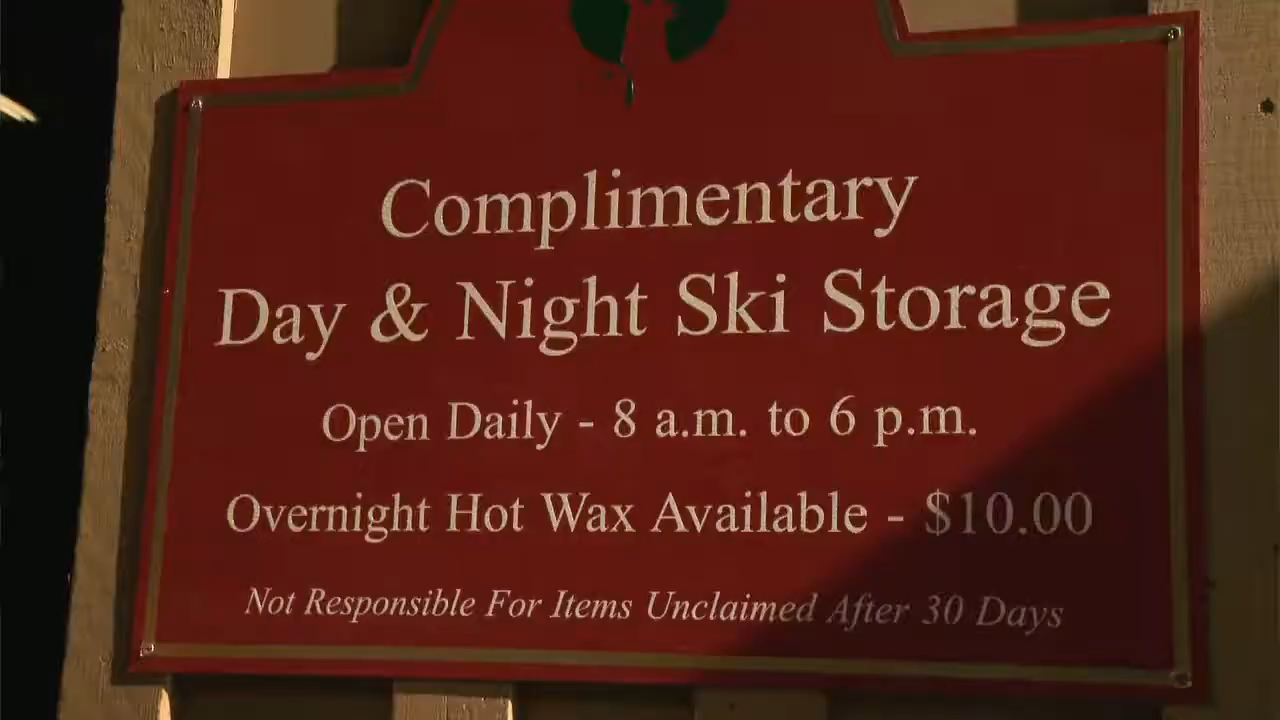 Complimentary
Day & Night Ski Storage
Open Daily - 8 a.m. to 6 p.m.
Overnight Hot Wax Available - $10.00
Not Responsible For Items Unclaimed After 30 Days